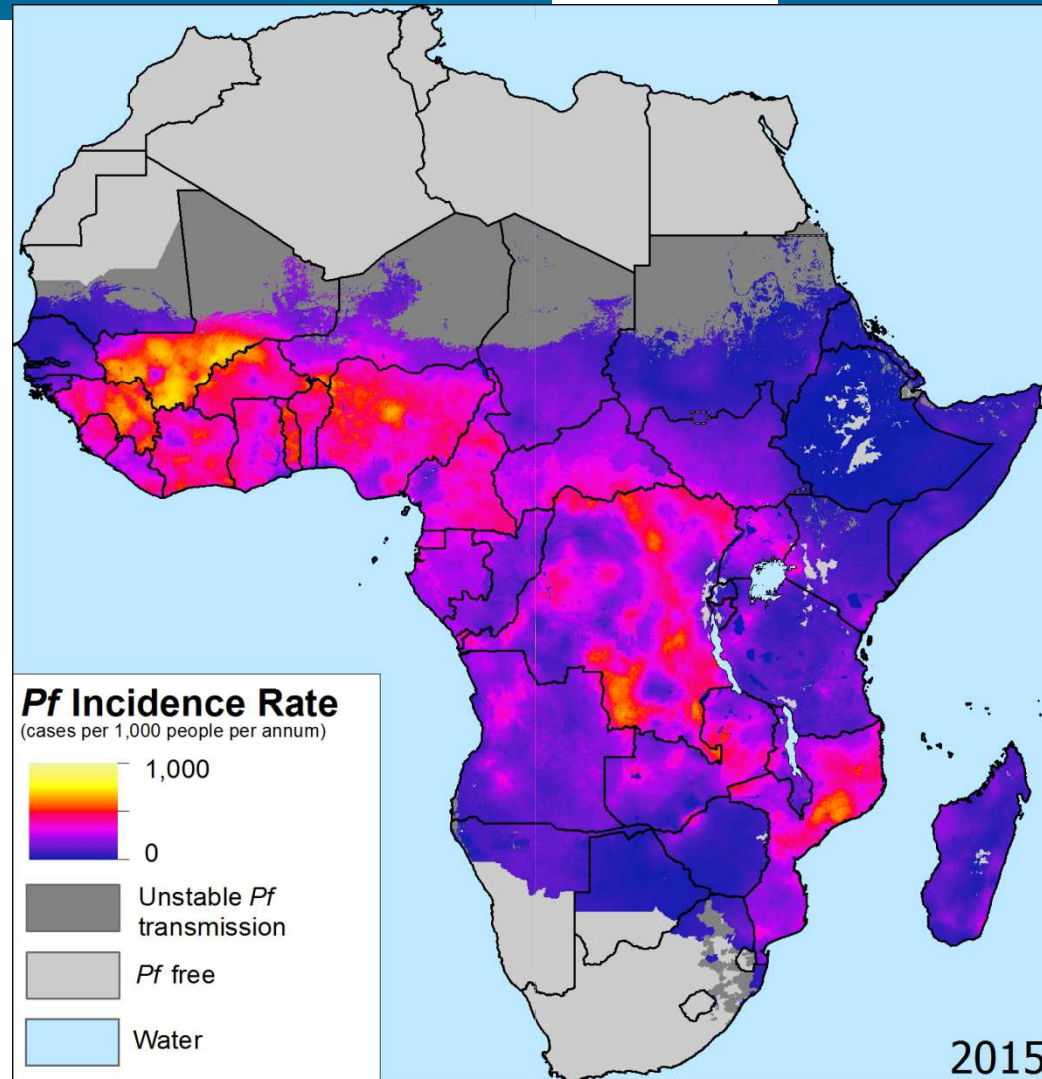 Pf Incidence Rate
(cases per 1,000 people per annum)
1,000
0
Unstable Pf
transmission
Pf free
Water
2015